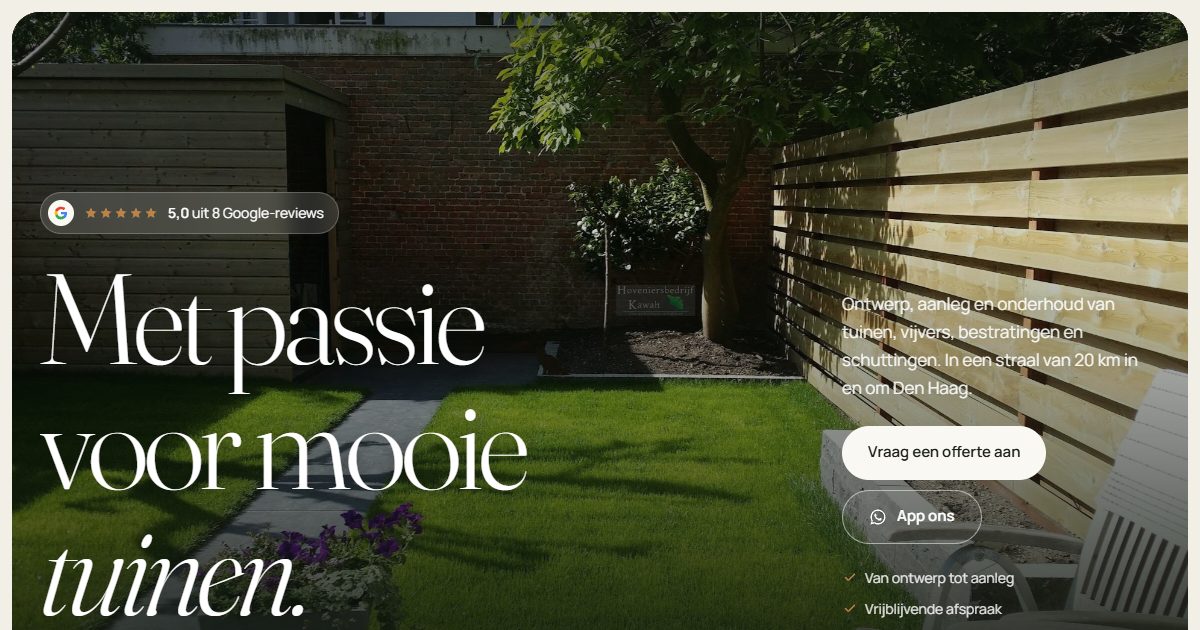 5,0 uit 8 Google-reviews
Met passie
voor mooie
tuinen.
Hoveniersbedrijf
Kawah
Ontwerp, aanleg en onderhoud van
tuinen, vijvers, bestratingen en
schuttingen. In een straal van 20 km in
en om Den Haag.
Vraag een offerte aan
App ons
Van ontwerp tot aanleg
Vrijblijvende afspraak